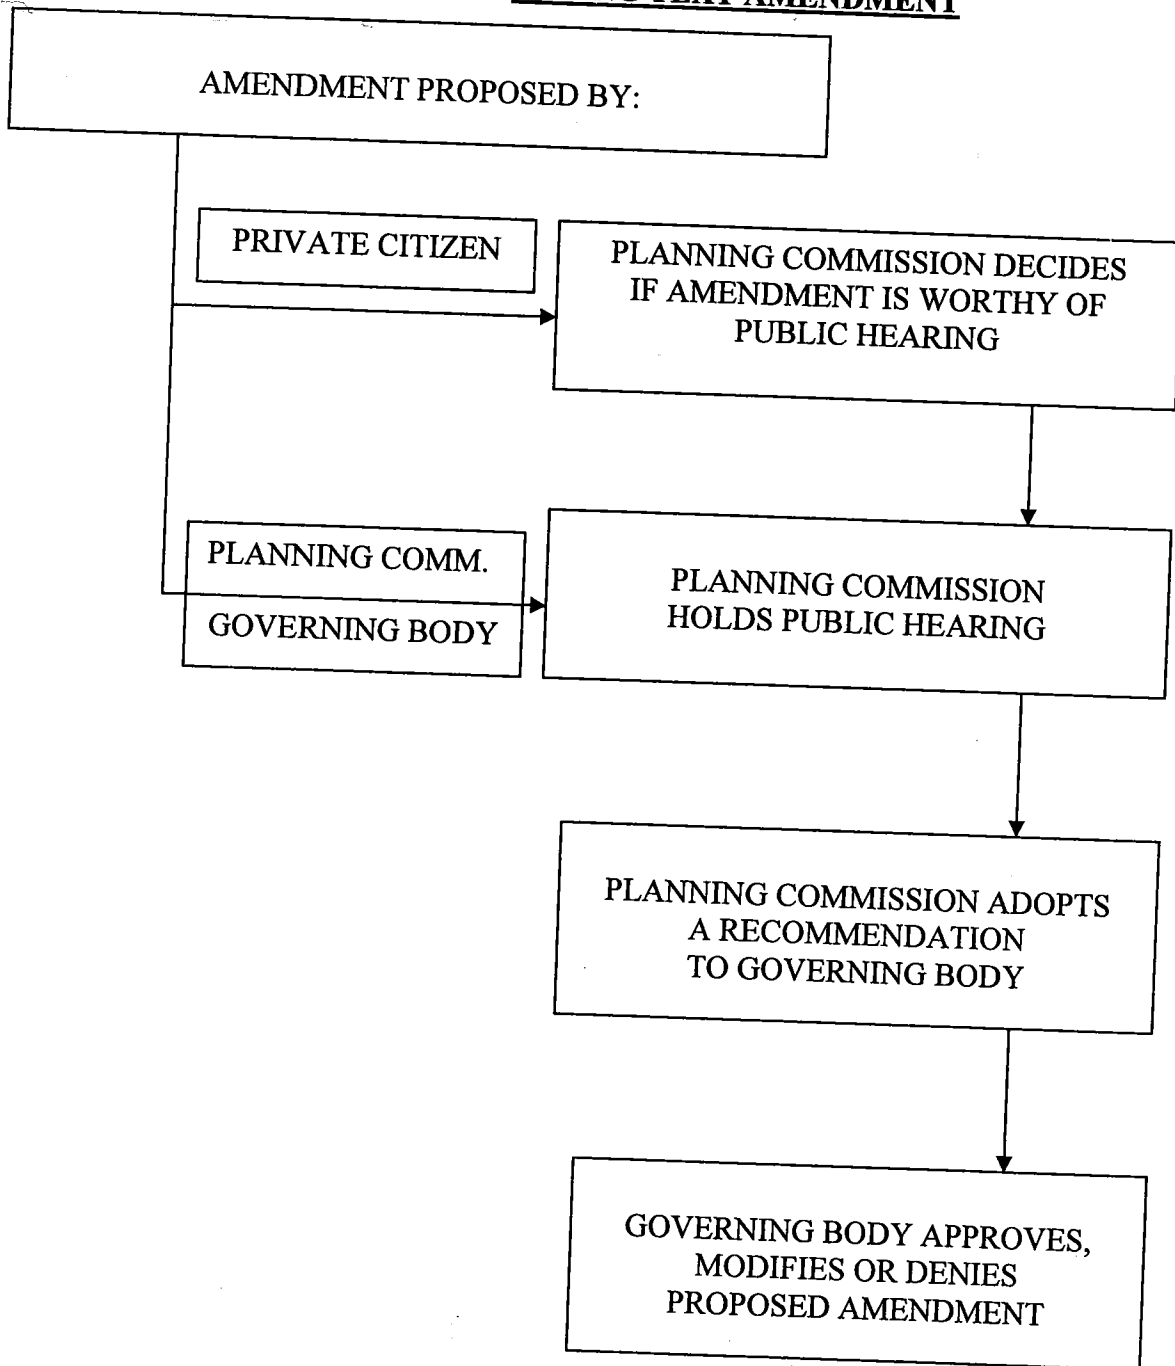 TEXT AMENDMENT
AMENDMENT PROPOSED BY:
PRIVATE CITIZEN
PLANNING COMMISSION DECIDES
IF AMENDMENT IS WORTHY OF
PUBLIC HEARING
PLANNING COMM.
GOVERNING BODY
PLANNING COMMISSION
HOLDS PUBLIC HEARING
PLANNING COMMISSION ADOPTS
A RECOMMENDATION
TO GOVERNING BODY
GOVERNING BODY APPROVES,
MODIFIES OR DENIES
PROPOSED AMENDMENT